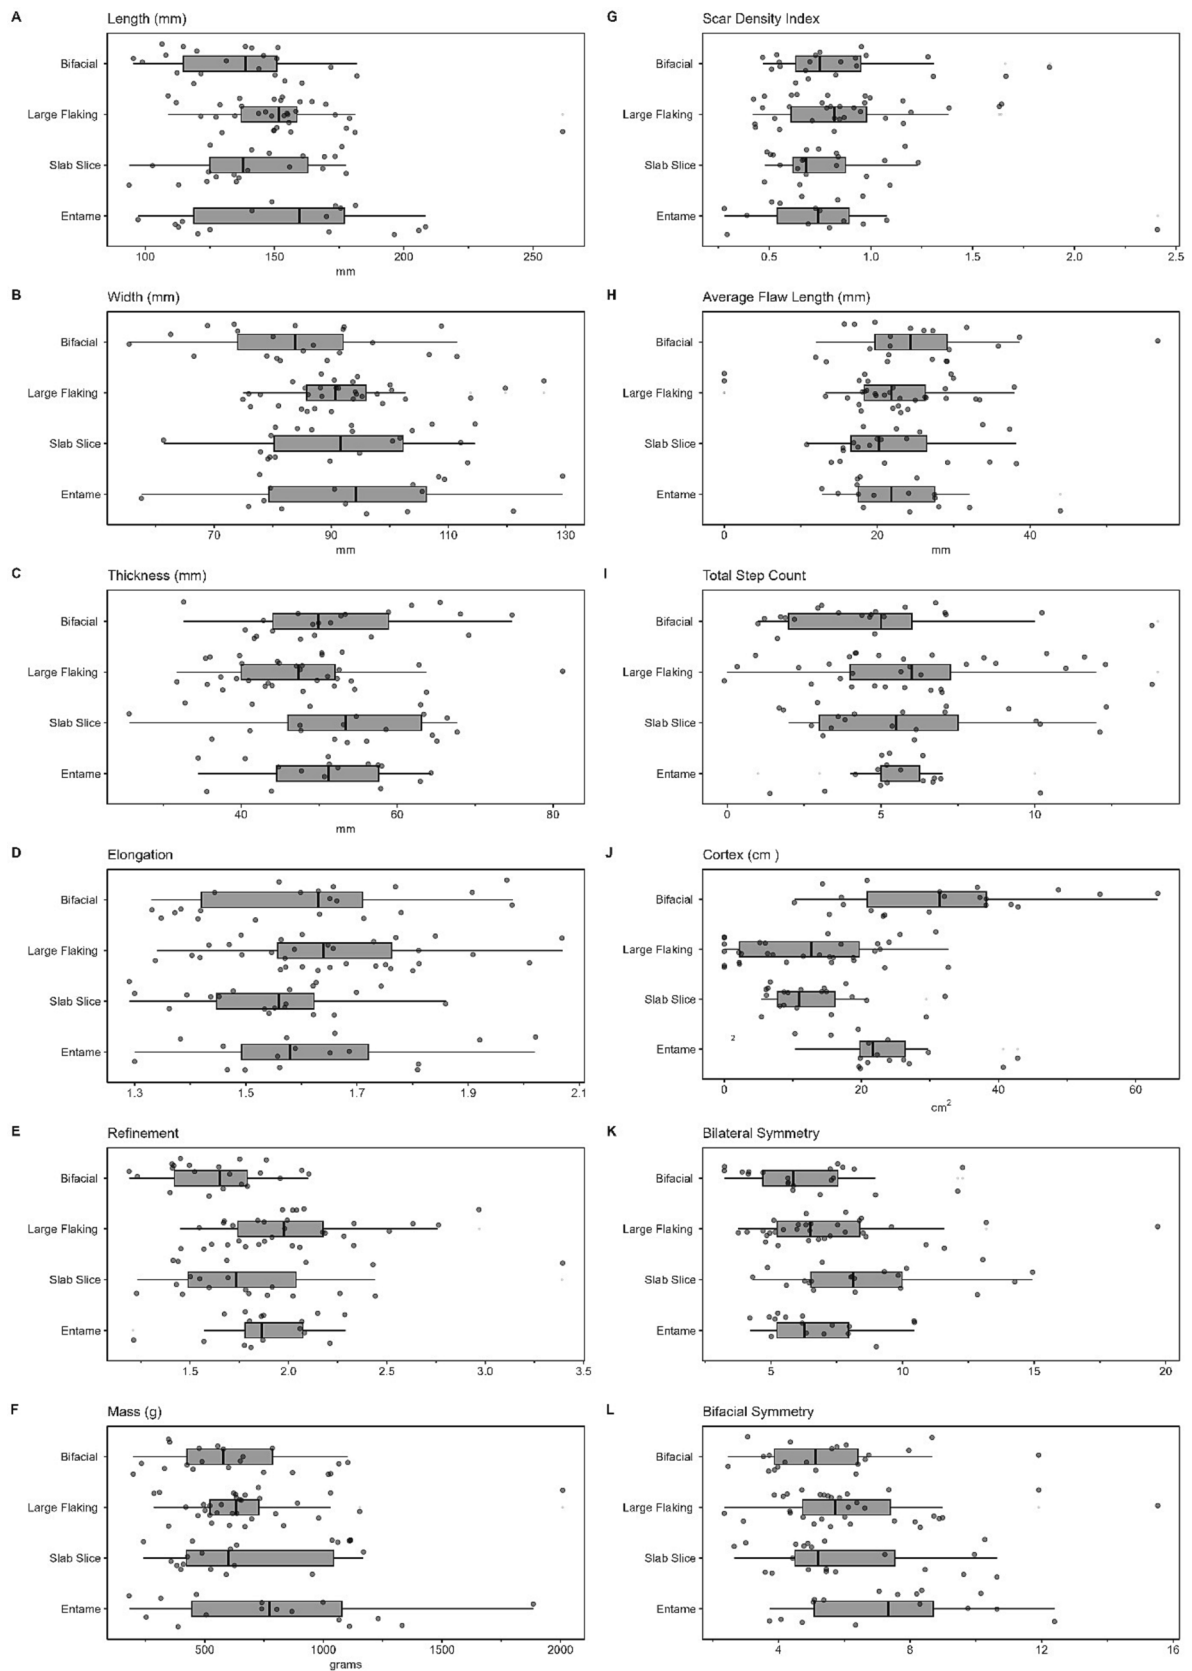 A Length (mm)
Bifacial
Large Flaking
Slab Slice
Entame
100 150 200 250
mm
B Width (mm)
Bifacial
Large Flaking
Slab Slice
Entame
70 90 110 130
mm
C Thickness (mm)
Bifacial
Large Flaking
Slab Slice
Entame
40 60 80
mm
D Elongation
Bifacial
Large Flaking
Slab Slice
Entame
1.3 1.5 1.7 1.9 2.1
E Refinement
Bifacial
Large Flaking
Slab Slice
Entame
1.5 2.0 2.5 3.0 3.5
F Mass (g)
Bifacial
Large Flaking
Slab Slice
Entame
500 1000 1500 2000
grams
G Scar Density Index
Bifacial
Large Flaking
Slab Slice
Entame
0.5 1.0 1.5 2.0 2.5
H Average Flaw Length (mm)
Bifacial
Large Flaking
Slab Slice
Entame
0 20 40
mm
I Total Step Count
Bifacial
Large Flaking
Slab Slice
Entame
0 5 10
J Cortex (cm )
Bifacial
Large Flaking
Slab Slice
2
Entame
0 20 40 60
cm²
K Bilateral Symmetry
Bifacial
Large Flaking
Slab Slice
Entame
5 10 15 20
L Bifacial Symmetry
Bifacial
Large Flaking
Slab Slice
Entame
4 8 12 16